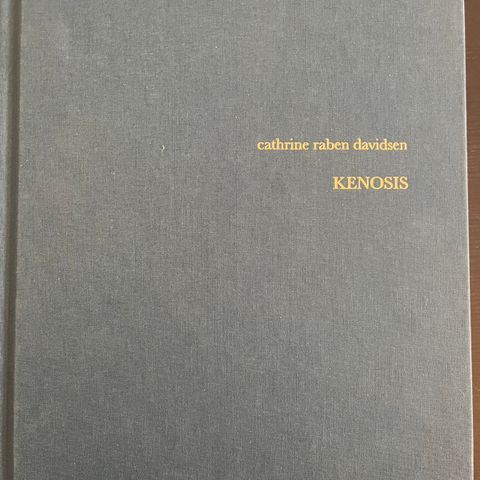 cathrine raben davidsen
KENOSIS